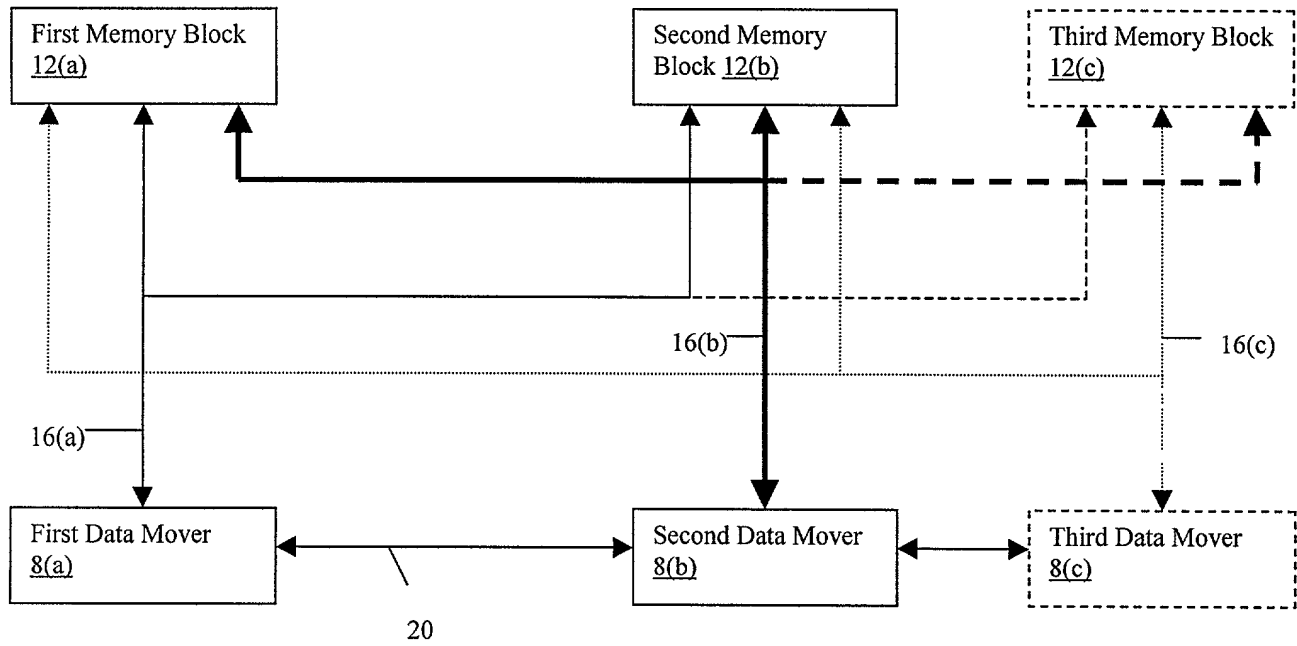 First Memory Block
12(a)
Second Memory
Block 12(b)
Third Memory Block
12(c)
16(b)
16(c)
16(a)
First Data Mover
8(a)
Second Data Mover
8(b)
Third Data Mover
8(c)
20